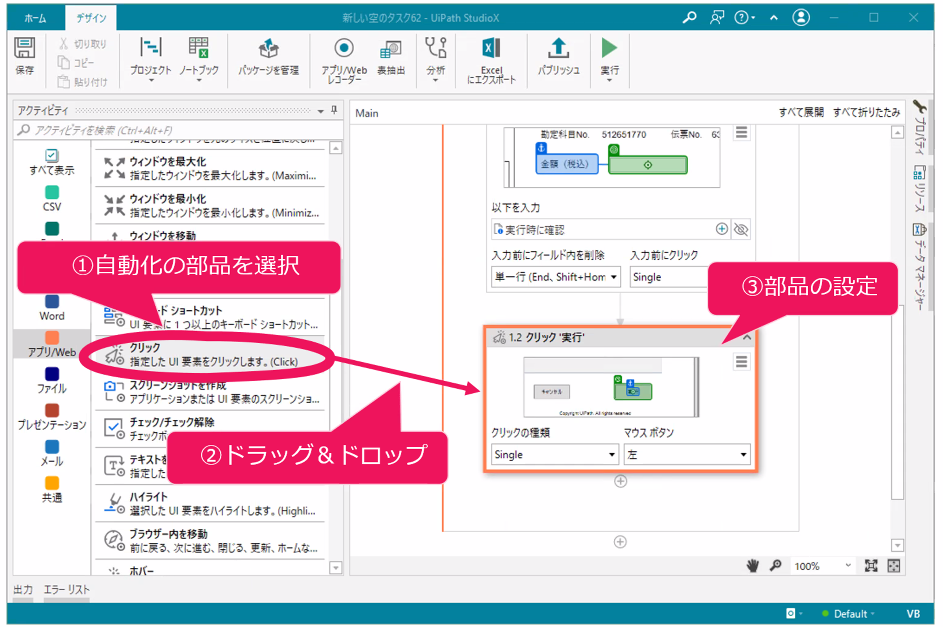 ホーム
デザイン
新しい空のタスク62 - UiPath StudioX
保存
切り取り
コピー
貼り付け
プロジェクト
ノートブック
パッケージを管理
アプリ/Web
レコーダー
表抽出
分析
Excel
にエクスポート
パブリッシュ
実行
アクティビティ
アクティビティを検索 (Ctrl+Alt+F)
すべて表示
CSV
Word
アプリ/Web
ファイル
プレゼンテーション
メール
共通
ウィンドウを最大化
指定したウィンドウを最大化します。(Maximi...
ウィンドウを最小化
指定したウィンドウを最小化します。(Minimiz...
ウィンドウを移動
①自動化の部品を選択
ード ショートカット
UI 要素に 1 つ以上のキーボード ショートカット...
クリック
指定した UI 要素をクリックします。(Click)
スクリーンショットを作成
アプリケーションまたは UI 要素のスクリーンショ...
チェック/チェック解除
チェックボ
②ドラッグ＆ドロップ
テキストを
指定した
ハイライト
選択した UI 要素をハイライトします。(Highli...
ブラウザー内を移動
前に戻る、次に進む、閉じる、更新、ホームな...
ホバー
Main
すべて展開
すべて折りたたみ
勘定科目No.
512651770
伝票No.
63
金額（税込）
以下を入力
実行時に確認
入力前にフィールド内を削除
入力前にクリック
単一行 (End、Shift+Hom
Single
③部品の設定
1.2 クリック '実行'
キャンセル
Copyright UiPath. All rights reserved
クリックの種類
マウス ボタン
Single
左
100%
プロパティ
リソース
データ マネージャー
出力
エラー リスト
Default
VB